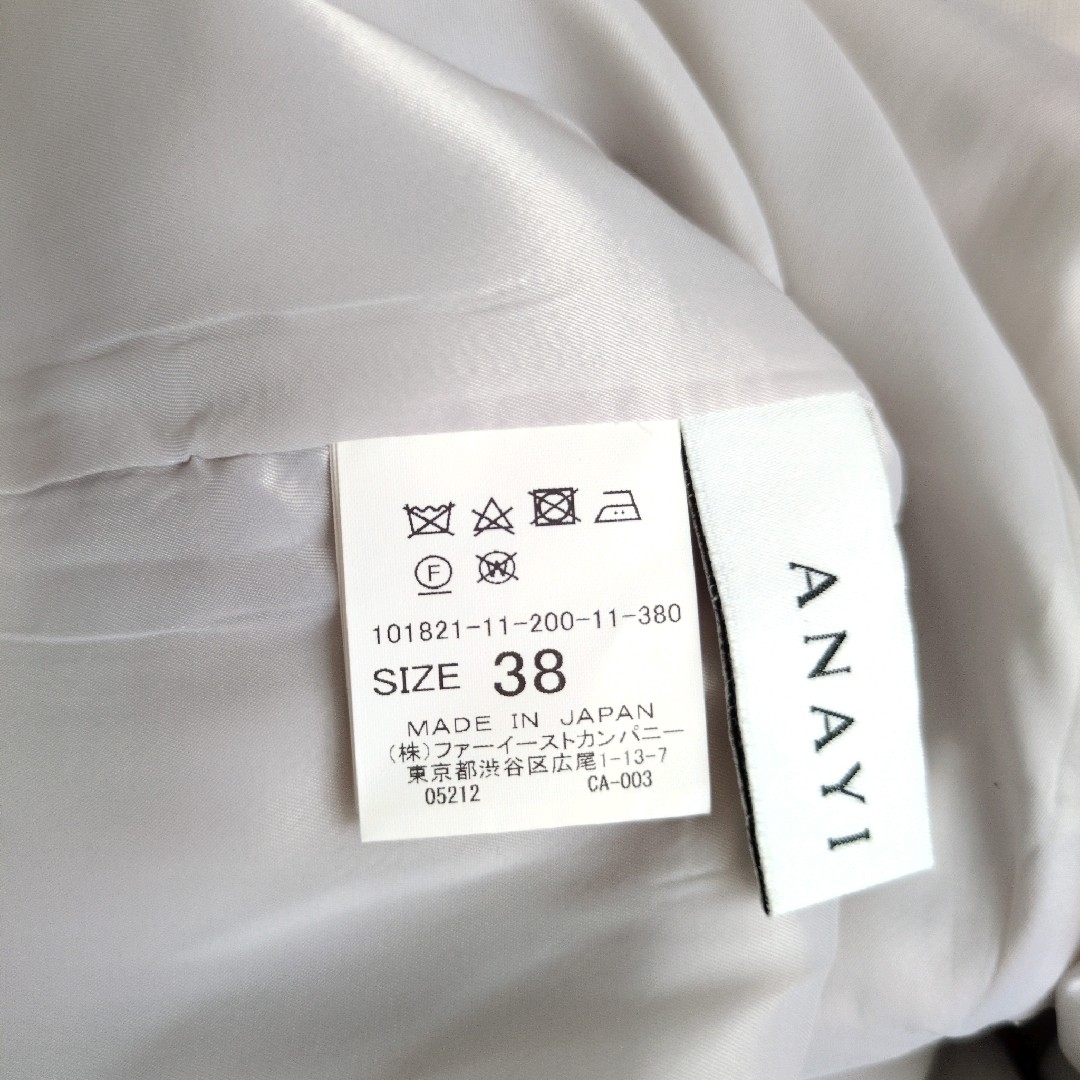 F W
101821-11-200-11-380
SIZE 38
MADE IN JAPAN
(株)ファーイーストカンパニー
東京都渋谷区広尾1-13-7
05212 CA-003
ANAYI